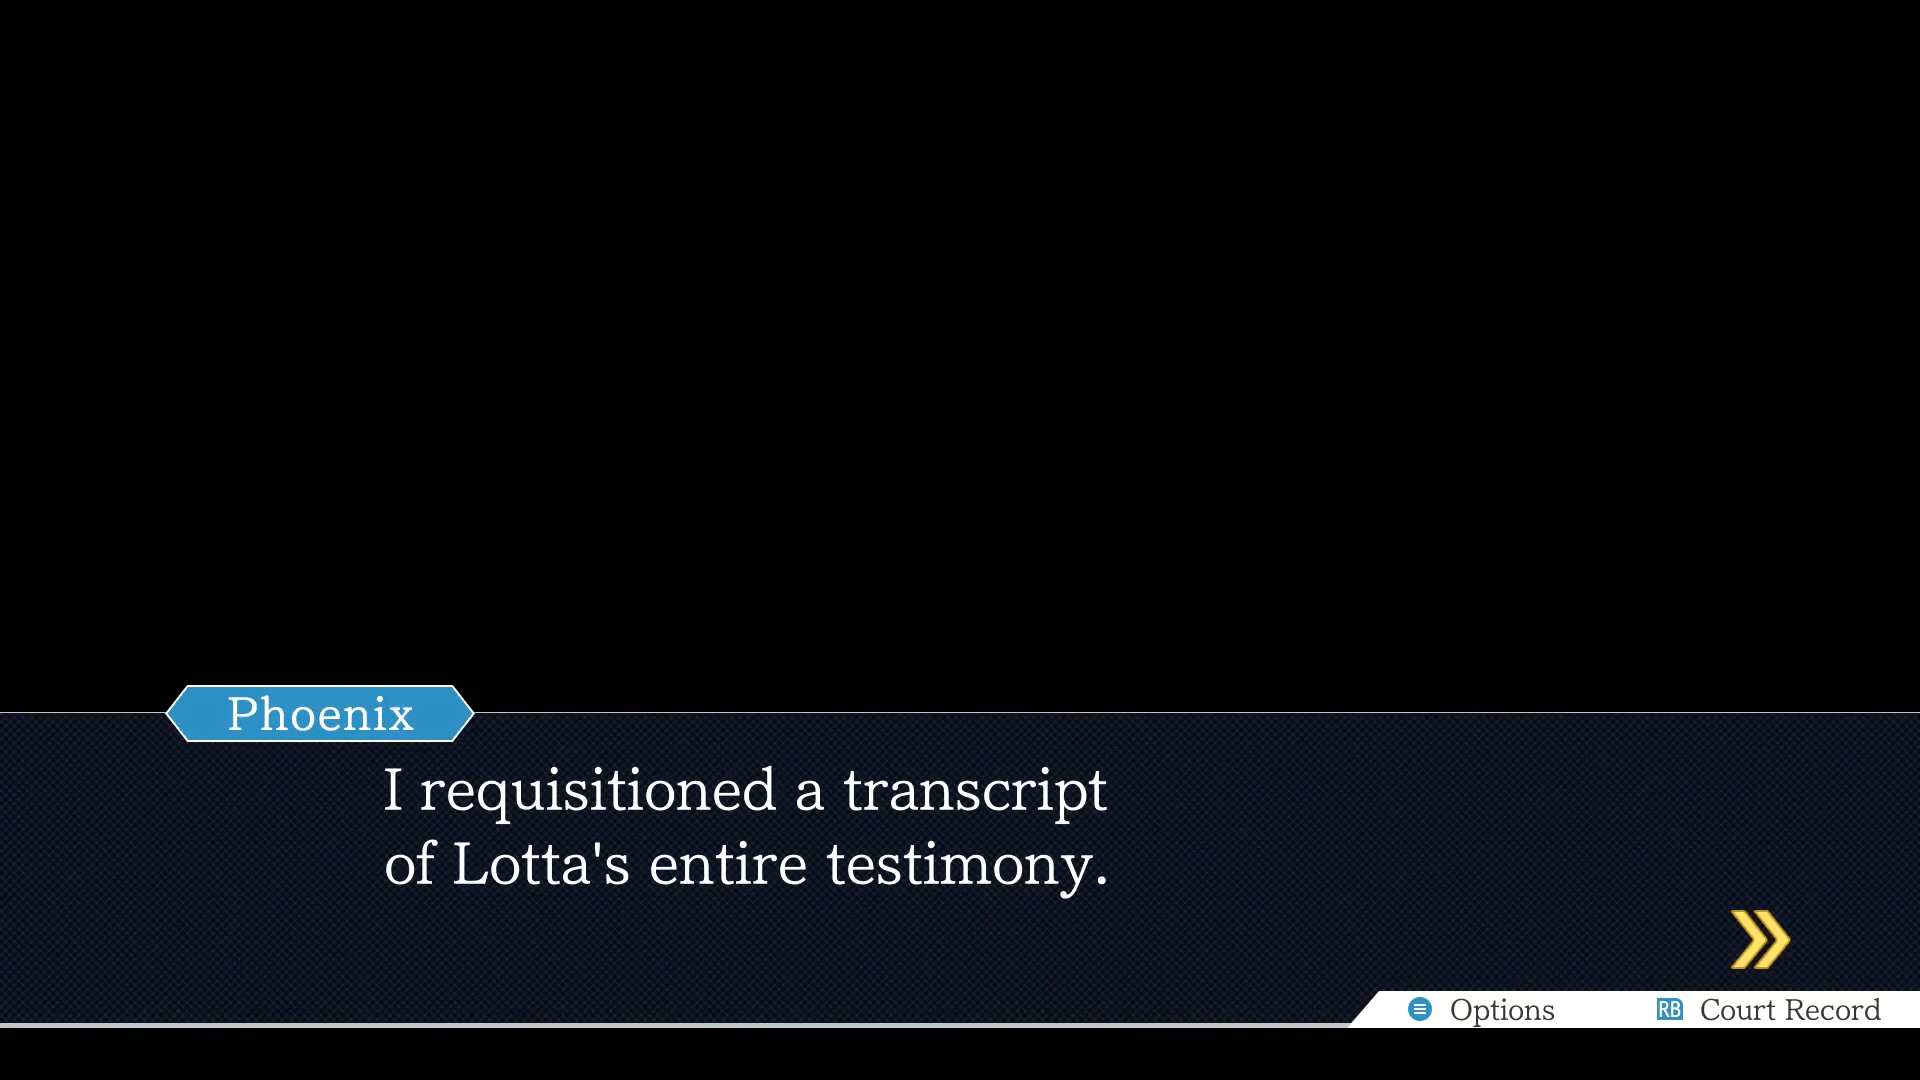 Phoenix
I requisitioned a transcript
of Lotta's entire testimony.
Options
RB Court Record